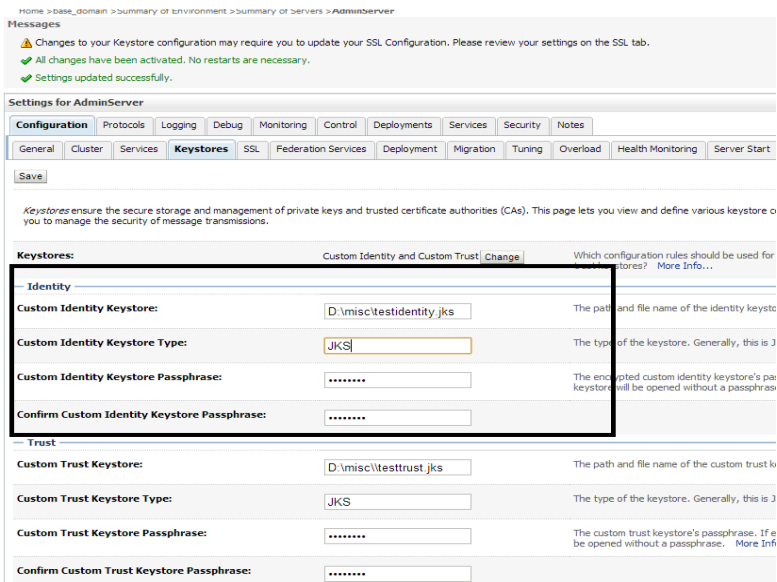 Home >base_domain >Summary of Environment >Summary of Servers >AdminServer
Messages
Changes to your Keystore configuration may require you to update your SSL Configuration. Please review your settings on the SSL tab.
All changes have been activated. No restarts are necessary.
Settings updated successfully.
Settings for AdminServer
Configuration Protocols Logging Debug Monitoring Control Deployments Services Security Notes
General Cluster Services Keystores SSL Federation Services Deployment Migration Tuning Overload Health Monitoring Server Start
Save
Keystores ensure the secure storage and management of private keys and trusted certificate authorities (CAs). This page lets you view and define various keystore
you to manage the security of message transmissions.
Keystores: Custom Identity and Custom Trust Change Which configuration rules should be used for
stores? More Info...
Identity
Custom Identity Keystore: D:\misc\testidentity.jks The path and file name of the identity
Custom Identity Keystore Type: JKS The type of the keystore. Generally, this is J
Custom Identity Keystore Passphrase: •••••••• The encrypted custom identity keystore's
keystore will be opened without a
Confirm Custom Identity Keystore Passphrase: ••••••••
Trust
Custom Trust Keystore: D:\misc\\testtrust.jks The path and file name of the custom trust
Custom Trust Keystore Type: JKS The type of the keystore. Generally, this is J
Custom Trust Keystore Passphrase: •••••••• The custom trust keystore's passphrase. If
be opened without a passphrase. More
Confirm Custom Trust Keystore Passphrase: ••••••••